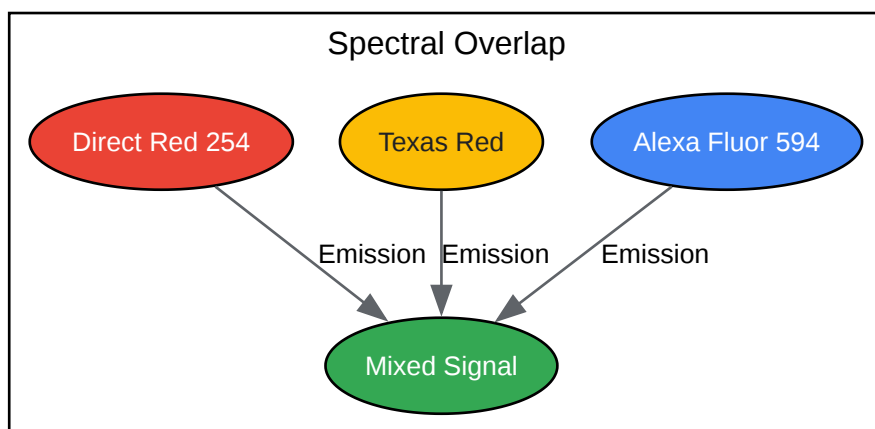 Spectral Overlap
Direct Red 254
Texas Red
Alexa Fluor 594
Emission
Emission
Emission
Mixed Signal